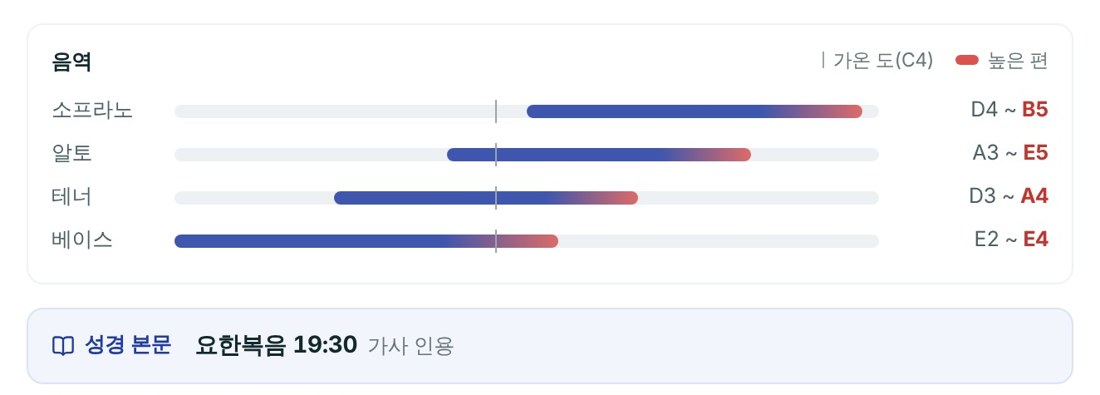 음역 | 가온 도(C4) 높은 편
소프라노 D4 ~ B5
알토 A3 ~ E5
테너 D3 ~ A4
베이스 E2 ~ E4
성경 본문 요한복음 19:30 가사 인용